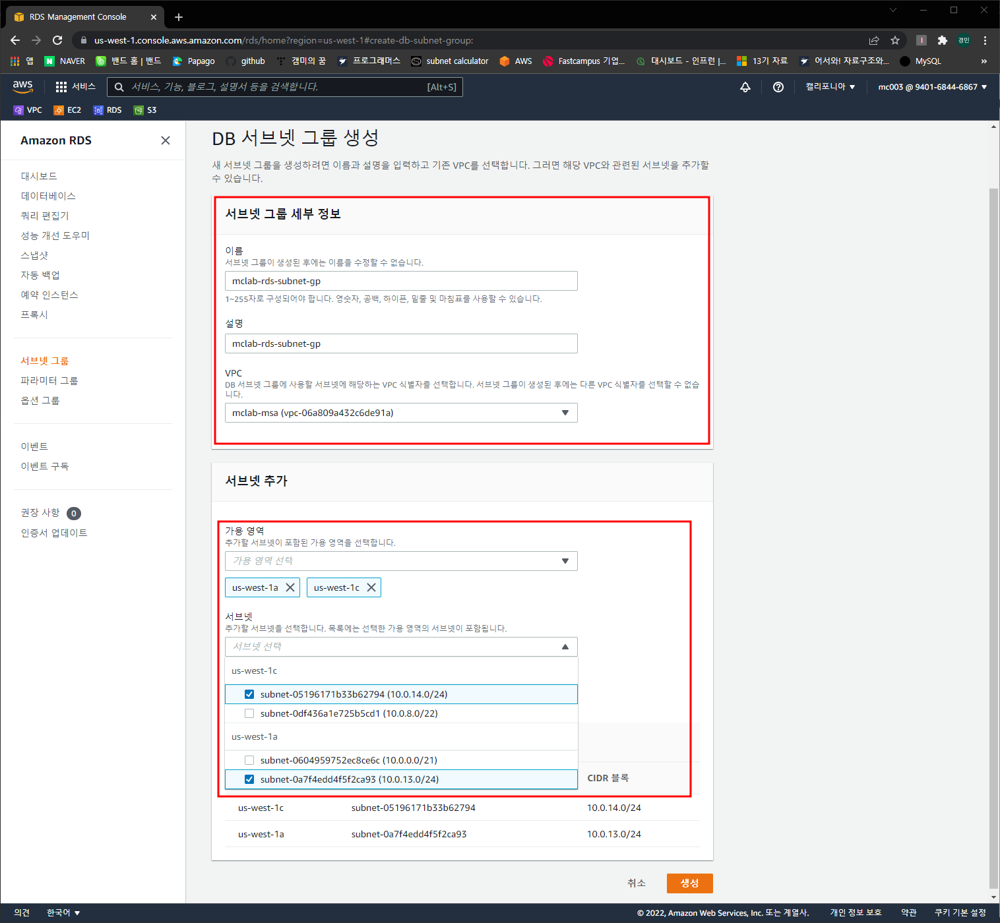 RDS Management Console
us-west-1.console.aws.amazon.com/rds/home?region=us-west-1#create-db-subnet-group:
I
경민
앱
NAVER
밴드 홈 | 밴드
Papago
github
캠미의 꿈
프로그래머스
subnet calculator
AWS
Fastcampus 기업...
대시보드 - 인프런 |...
13기 자료
어서와! 자료구조와...
MySQL
»
aws
서비스
서비스, 기능, 블로그, 설명서 등을 검색합니다. [Alt+S]
캘리포니아
mc003 @ 9401-6844-6867
VPC
EC2
RDS
S3
Amazon RDS
대시보드
데이터베이스
쿼리 편집기
성능 개선 도우미
스냅샷
자동 백업
예약 인스턴스
프록시
서브넷 그룹
파라미터 그룹
옵션 그룹
이벤트
이벤트 구독
권장 사항 0
인증서 업데이트
DB 서브넷 그룹 생성
새 서브넷 그룹을 생성하려면 이름과 설명을 입력하고 기존 VPC를 선택합니다. 그러면 해당 VPC와 관련된 서브넷을 추가할
수 있습니다.
서브넷 그룹 세부 정보
이름
서브넷 그룹이 생성된 후에는 이름을 수정할 수 없습니다.
mclab-rds-subnet-gp
1~255자로 구성되어야 합니다. 영숫자, 공백, 하이픈, 밑줄 및 마침표를 사용할 수 있습니다.
설명
mclab-rds-subnet-gp
VPC
DB 서브넷 그룹에 사용할 서브넷에 해당하는 VPC 식별자를 선택합니다. 서브넷 그룹이 생성된 후에는 다른 VPC 식별자를 선택할 수 없습
니다.
mclab-msa (vpc-06a809a432c6de91a)
서브넷 추가
가용 영역
추가할 서브넷이 포함된 가용 영역을 선택합니다.
가용 영역 선택
us-west-1a
us-west-1c
서브넷
추가할 서브넷을 선택합니다. 목록에는 선택한 가용 영역의 서브넷이 포함됩니다.
서브넷 선택
us-west-1c
subnet-05196171b33b62794 (10.0.14.0/24)
subnet-0df436a1e725b5cd1 (10.0.8.0/22)
us-west-1a
subnet-0604959752ec8ce6c (10.0.0.0/21)
subnet-0a7f4edd4f5f2ca93 (10.0.13.0/24)
CIDR 블록
us-west-1c subnet-05196171b33b62794 10.0.14.0/24
us-west-1a subnet-0a7f4edd4f5f2ca93 10.0.13.0/24
취소
생성
의견
한국어
© 2022, Amazon Web Services, Inc. 또는 계열사.
개인 정보 보호
약관
쿠키 기본 설정